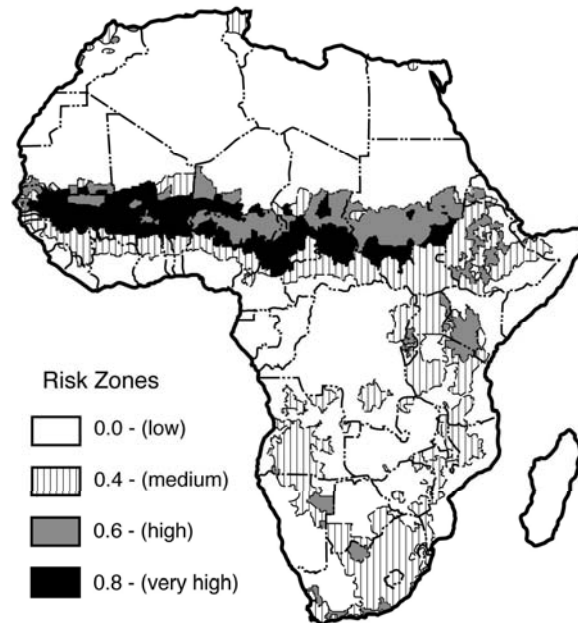 Risk Zones
0.0 - (low)
0.4 - (medium)
0.6 - (high)
0.8 - (very high)